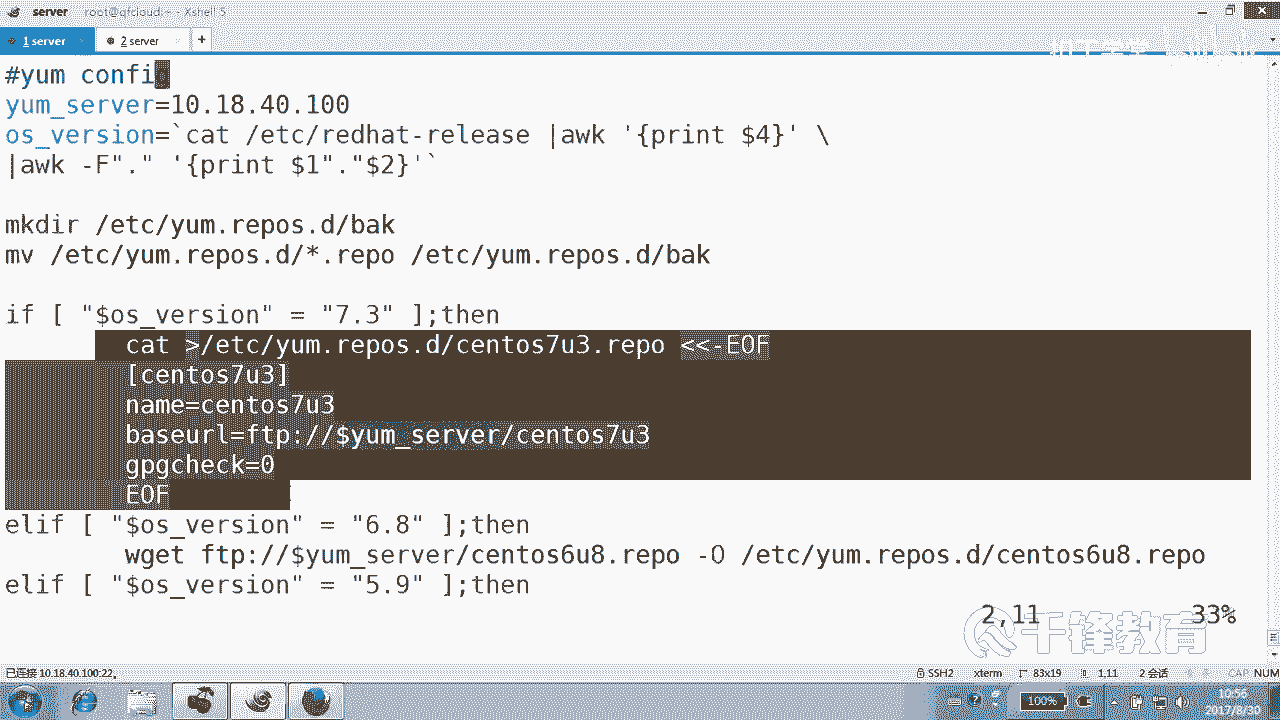 server root@qfcloud:~ - Xshell 5
1 server
2 server
+
#yum config
yum_server=10.18.40.100
os_version=`cat /etc/redhat-release |awk '{print $4}' \
|awk -F"." '{print $1"."$2}'`
mkdir /etc/yum.repos.d/bak
mv /etc/yum.repos.d/*.repo /etc/yum.repos.d/bak
if [ "$os_version" = "7.3" ];then
cat >/etc/yum.repos.d/centos7u3.repo <<-EOF
[centos7u3]
name=centos7u3
baseurl=ftp://$yum_server/centos7u3
gpgcheck=0
EOF
elif [ "$os_version" = "6.8" ];then
wget ftp://$yum_server/centos6u8.repo -O /etc/yum.repos.d/centos6u8.repo
elif [ "$os_version" = "5.9" ];then
2,11 33%
千锋教育
已连接 10.18.40.100:22。
SSH2 xterm 83x19 1,11 2 会话 CAP NUM
100%
10:56
2017/8/30